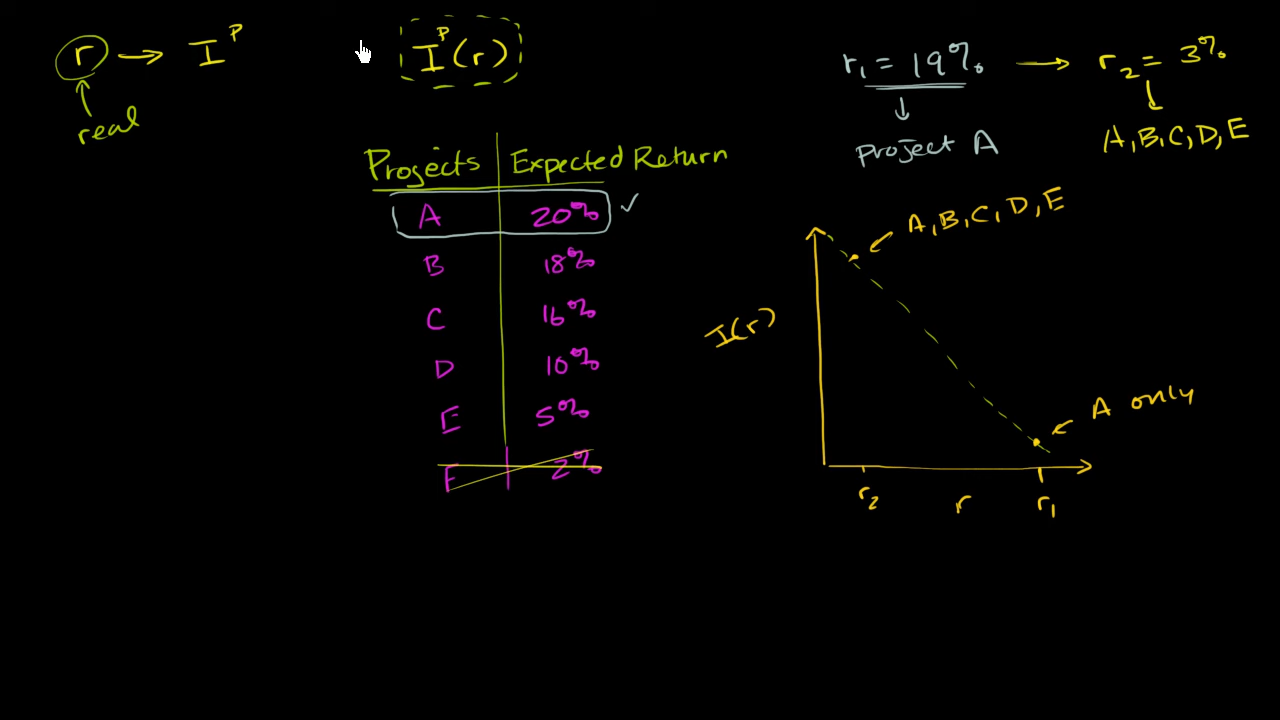 r → I^P
real
I^P(r)
r₁ = 19% → r₂ = 3%
Project A
A, B, C, D, E
Projects Expected Return
A 20% ✓
B 18%
C 16%
D 10%
E 5%
F 2%
A, B, C, D, E
I(r)
A only
r₂ r r₁